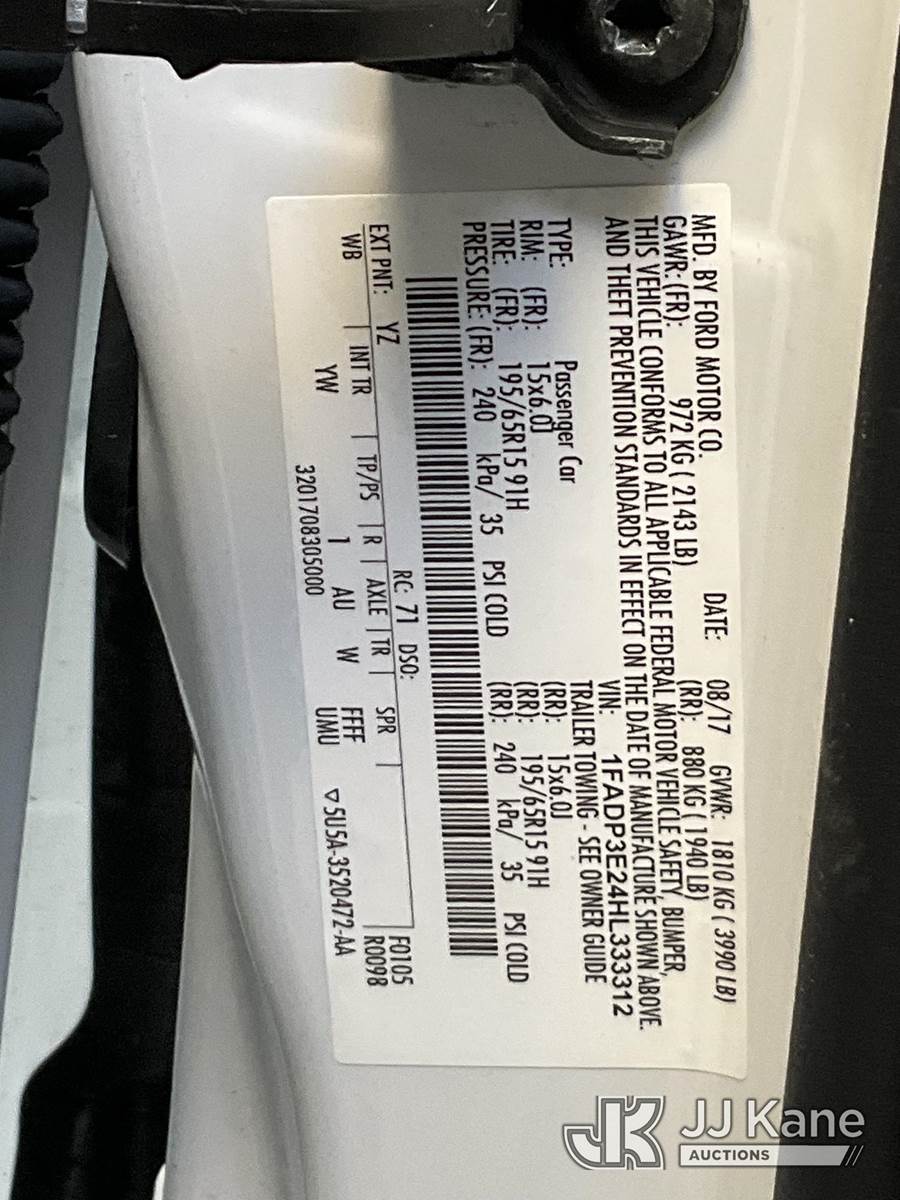 MFD. BY FORD MOTOR CO.
DATE: 08/17 GVWR: 1810 KG ( 3990 LB)
GAWR: (FR): 972 KG ( 2143 LB) (RR): 880 KG ( 1940 LB)
THIS VEHICLE CONFORMS TO ALL APPLICABLE FEDERAL MOTOR VEHICLE SAFETY, BUMPER,
AND THEFT PREVENTION STANDARDS IN EFFECT ON THE DATE OF MANUFACTURE SHOWN ABOVE.
VIN: 1FADP3E24HL333312
TYPE: Passenger Car TRAILER TOWING - SEE OWNER GUIDE
RIM: (FR): 15x6.0J (RR): 15x6.0J
TIRE: (FR): 195/65R15 91H (RR): 195/65R15 91H
PRESSURE: (FR): 240 kPa/ 35 PSI COLD (RR): 240 kPa/ 35 PSI COLD
RC: 71 DSO: F0105
EXT PNT: YZ R0098
WB INT TR TP/PS R AXLE TR SPR
YW 1 AU W FFFF
3201708305000 UMU ▽5U5A-3520472-AA
JK JJ Kane
AUCTIONS